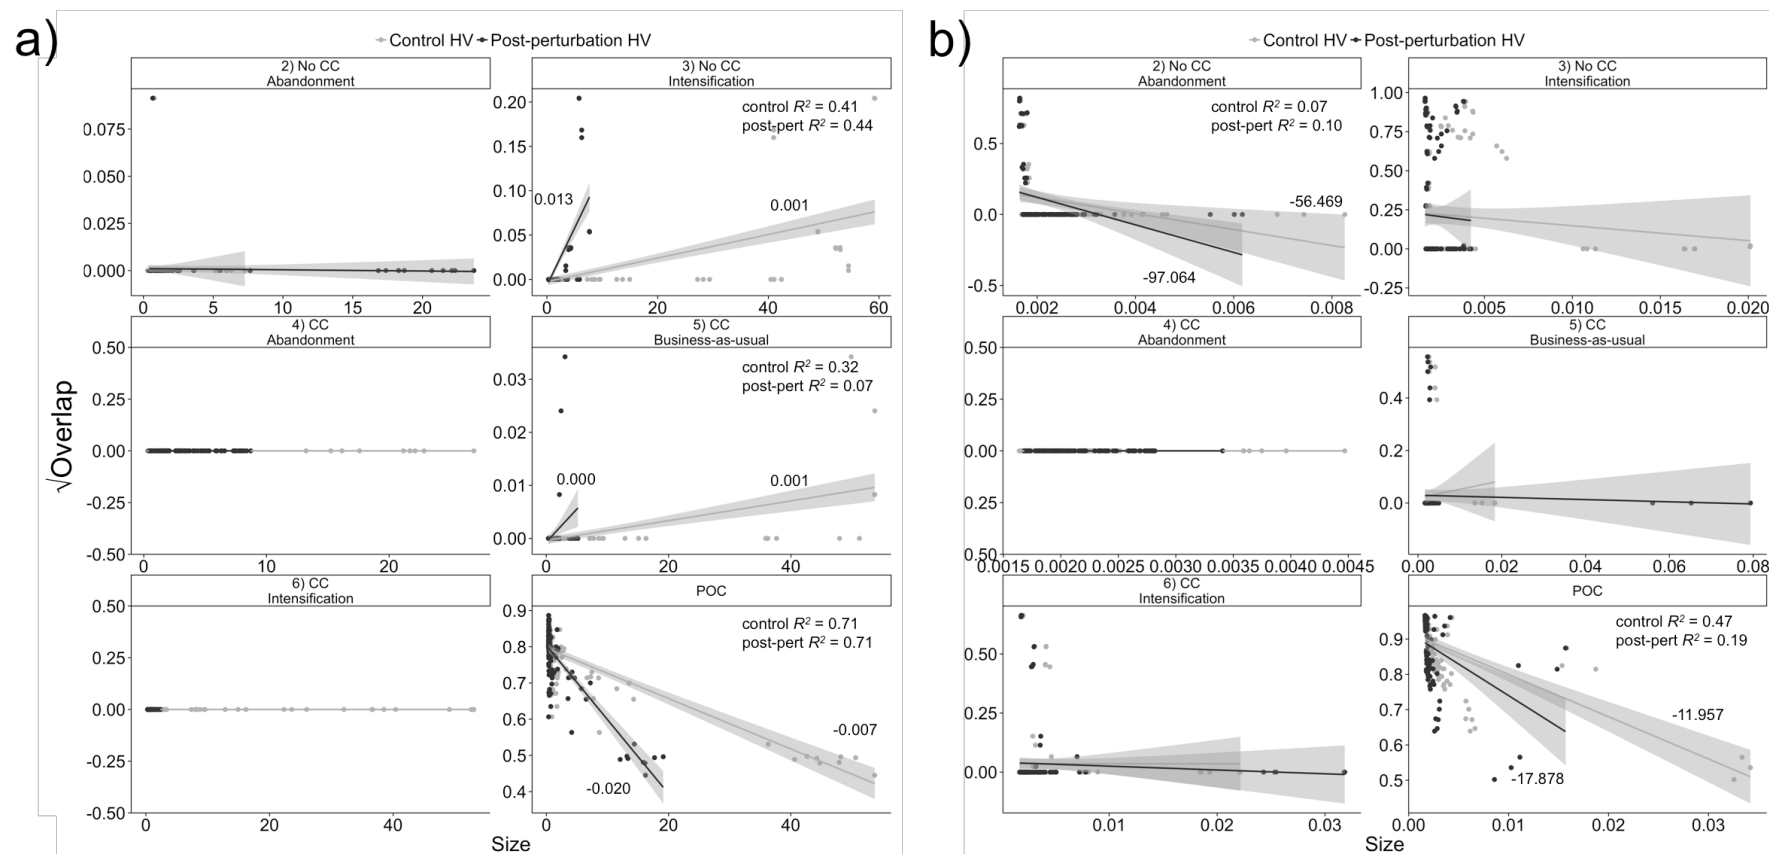 a)
Control HV Post-perturbation HV
2) No CC
Abandonment
0.075
0.050
0.025
0.000
0 5 10 15 20
3) No CC
Intensification
control R² = 0.41
post-pert R² = 0.44
0.20
0.15
0.10
0.05
0.00
0.013
0.001
0 20 40 60
4) CC
Abandonment
0.50
0.25
0.00
-0.25
-0.50
0 10 20
5) CC
Business-as-usual
control R² = 0.32
post-pert R² = 0.07
0.03
0.02
0.01
0.00
0.000
0.001
0 20 40
6) CC
Intensification
0.50
0.25
0.00
-0.25
-0.50
0 20 40
POC
control R² = 0.71
post-pert R² = 0.71
0.9
0.8
0.7
0.6
0.5
0.4
-0.007
-0.020
0 20 40
√Overlap
Size
b)
Control HV Post-perturbation HV
2) No CC
Abandonment
control R² = 0.07
post-pert R² = 0.10
0.5
0.0
-0.5
-56.469
-97.064
0.002 0.004 0.006 0.008
3) No CC
Intensification
1.00
0.75
0.50
0.25
0.00
-0.25
0.005 0.010 0.015 0.020
4) CC
Abandonment
0.50
0.25
0.00
0.25
0.50
0.0015 0.0020 0.0025 0.0030 0.0035 0.0040 0.0045
5) CC
Business-as-usual
0.4
0.2
0.0
0.00 0.02 0.04 0.06 0.08
6) CC
Intensification
0.50
0.25
0.00
0.01 0.02 0.03
POC
control R² = 0.47
post-pert R² = 0.19
0.9
0.8
0.7
0.6
0.5
-11.957
-17.878
0.00 0.01 0.02 0.03
Size